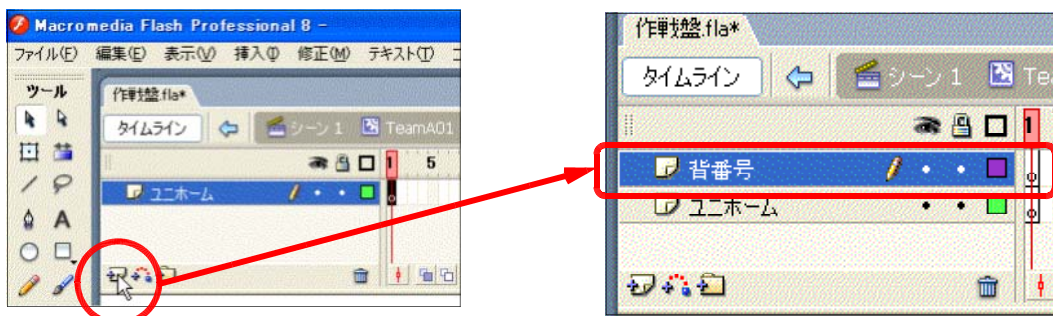 Macromedia Flash Professional 8 -
ファイル(F) 編集(E) 表示(V) 挿入(I) 修正(M) テキスト(T)
ツール
作戦盤.fla*
タイムライン シーン 1 TeamA01
1 5
ユニホーム
A
作戦盤.fla*
タイムライン シーン 1 Te
1
背番号
ユニホーム